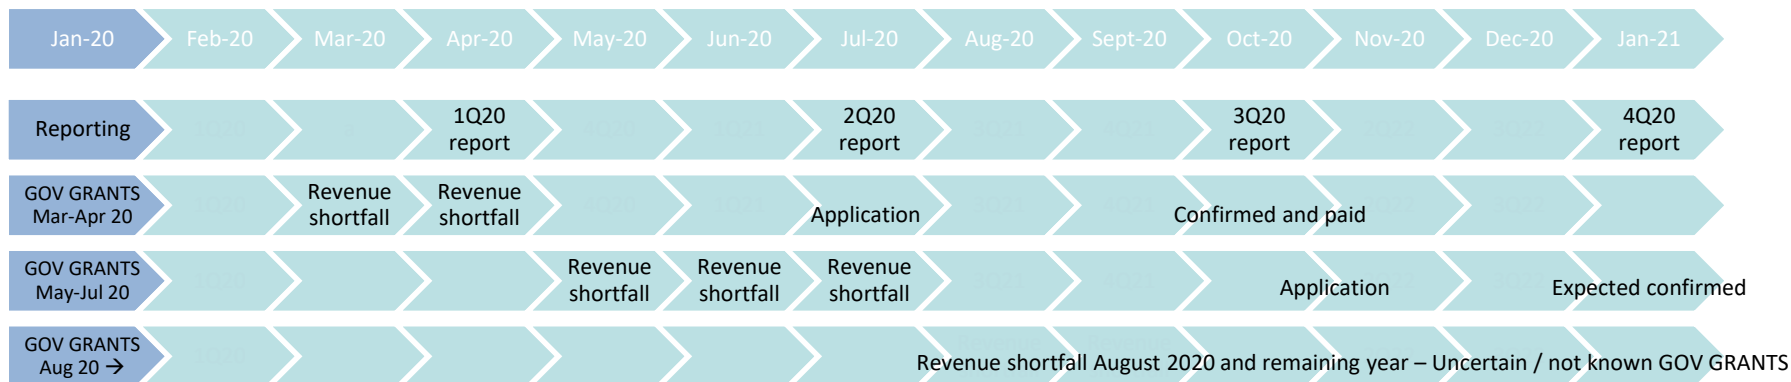 Jan-20 Feb-20 Mar-20 Apr-20 May-20 Jun-20 Jul-20 Aug-20 Sept-20 Oct-20 Nov-20 Dec-20 Jan-21
Reporting
1Q20
report
2Q20
report
3Q20
report
4Q20
report
GOV GRANTS
Mar-Apr 20
Revenue
shortfall
Revenue
shortfall
Application
Confirmed and paid
GOV GRANTS
May-Jul 20
Revenue
shortfall
Revenue
shortfall
Revenue
shortfall
Application
Expected confirmed
GOV GRANTS
Aug 20 →
Revenue shortfall August 2020 and remaining year – Uncertain / not known GOV GRANTS